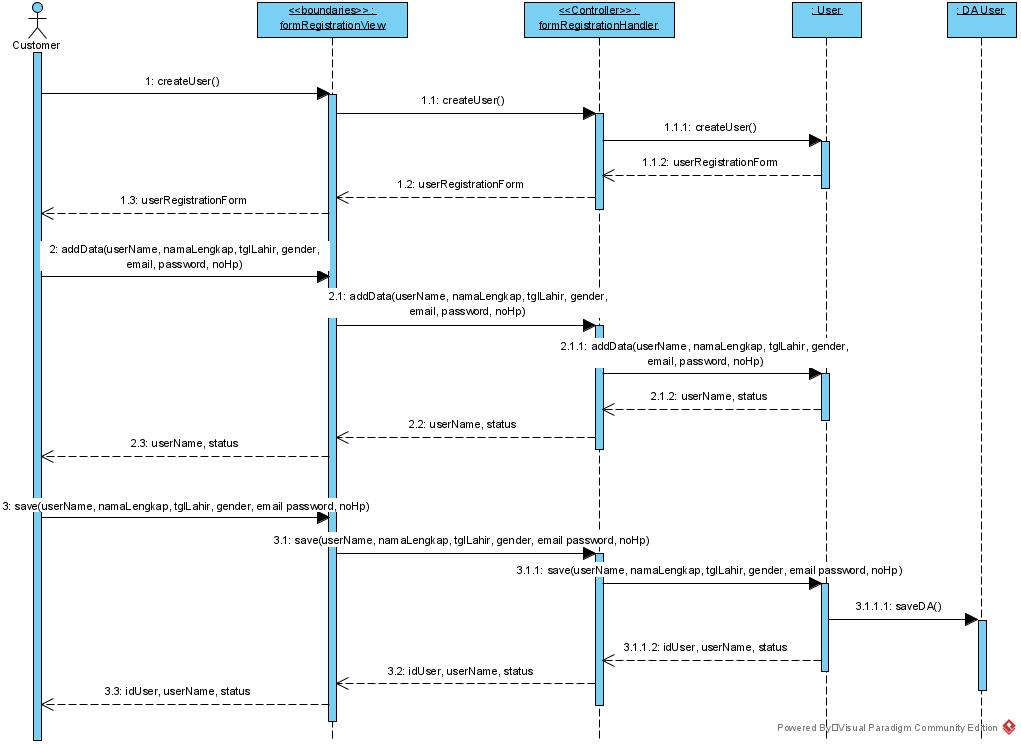 <<boundaries>> :
formRegistrationView
<<Controller>> :
formRegistrationHandler
: User
: DA User
Customer
1: createUser()
1.1: createUser()
1.1.1: createUser()
1.1.2: userRegistrationForm
1.2: userRegistrationForm
1.3: userRegistrationForm
2: addData(userName, namaLengkap, tglLahir, gender,
email, password, noHp)
2.1: addData(userName, namaLengkap, tglLahir, gender,
email, password, noHp)
2.1.1: addData(userName, namaLengkap, tglLahir, gender,
email, password, noHp)
2.1.2: userName, status
2.2: userName, status
2.3: userName, status
3: save(userName, namaLengkap, tglLahir, gender, email password, noHp)
3.1: save(userName, namaLengkap, tglLahir, gender, email password, noHp)
3.1.1: save(userName, namaLengkap, tglLahir, gender, email password, noHp)
3.1.1.1: saveDA()
3.1.1.2: idUser, userName, status
3.2: idUser, userName, status
3.3: idUser, userName, status
Powered By Visual Paradigm Community Edition